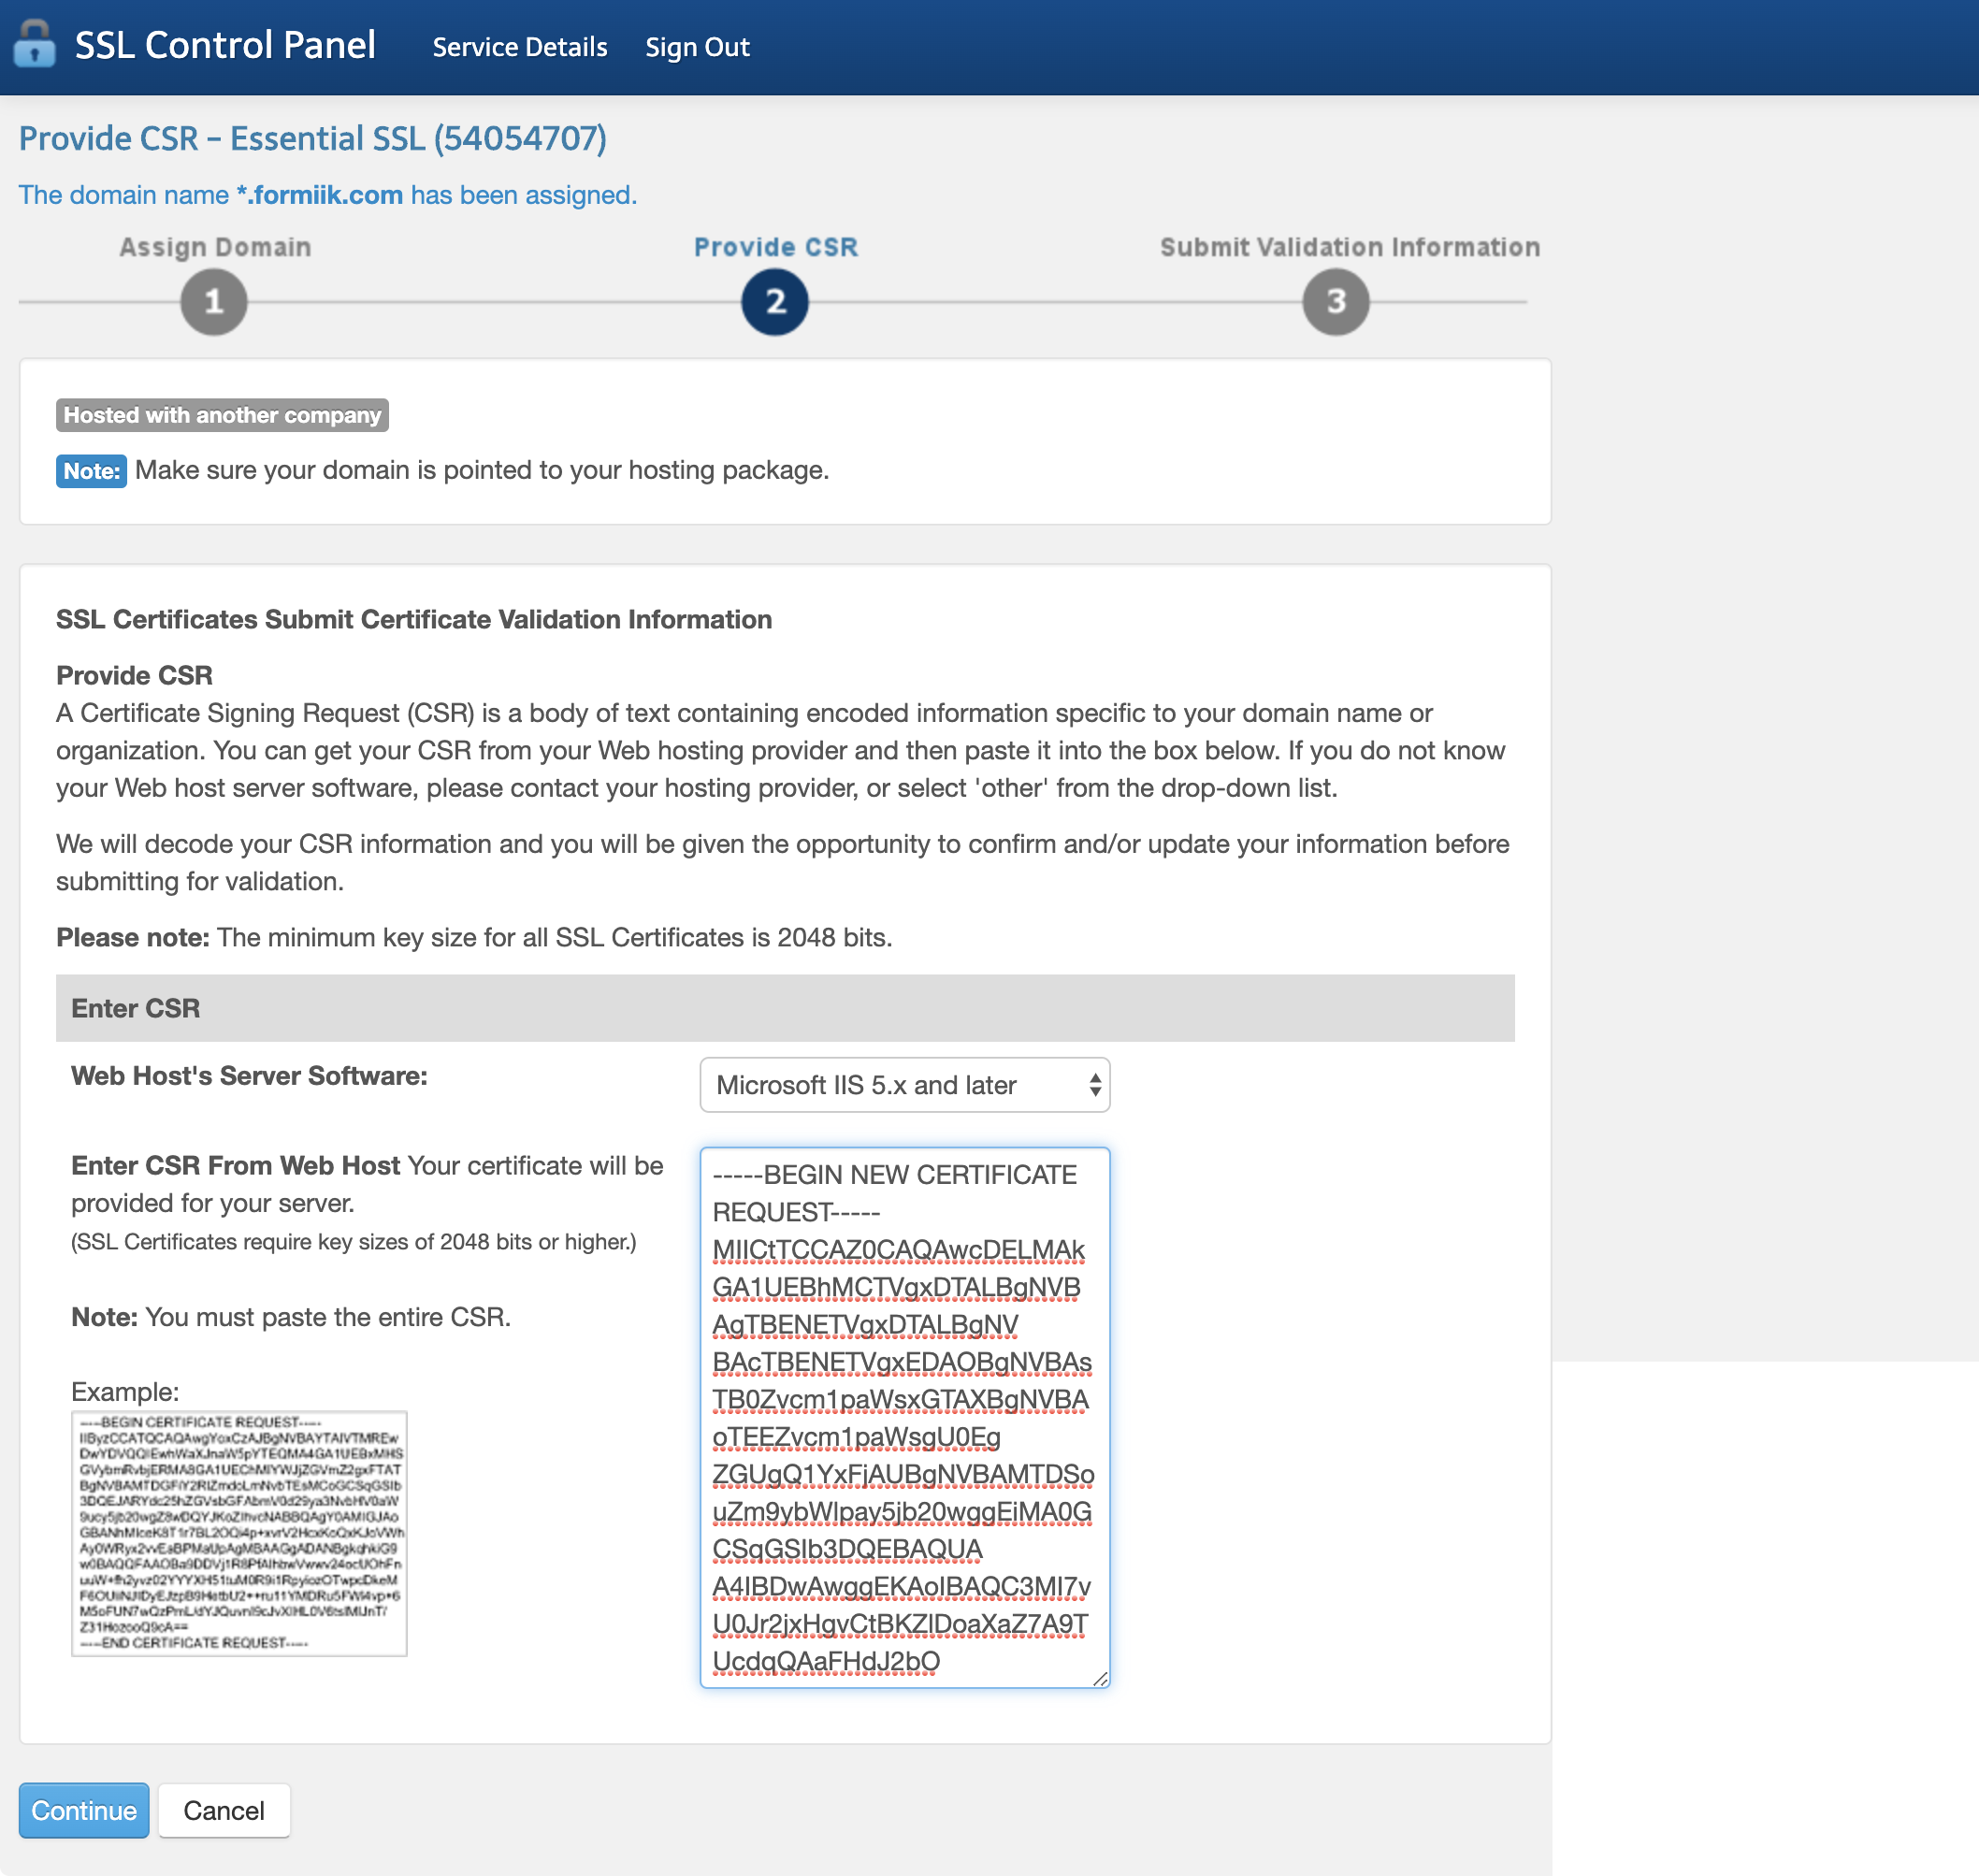 SSL Control Panel Service Details Sign Out
Provide CSR – Essential SSL (54054707)
The domain name *.formiik.com has been assigned.
Assign Domain Provide CSR Submit Validation Information
1 2 3
Hosted with another company
Note: Make sure your domain is pointed to your hosting package.
SSL Certificates Submit Certificate Validation Information
Provide CSR
A Certificate Signing Request (CSR) is a body of text containing encoded information specific to your domain name or
organization. You can get your CSR from your Web hosting provider and then paste it into the box below. If you do not know
your Web host server software, please contact your hosting provider, or select 'other' from the drop-down list.
We will decode your CSR information and you will be given the opportunity to confirm and/or update your information before
submitting for validation.
Please note: The minimum key size for all SSL Certificates is 2048 bits.
Enter CSR
Web Host's Server Software:
Microsoft IIS 5.x and later
Enter CSR From Web Host Your certificate will be
provided for your server.
(SSL Certificates require key sizes of 2048 bits or higher.)
Note: You must paste the entire CSR.
Example:
----BEGIN CERTIFICATE REQUEST-----
----END CERTIFICATE REQUEST-----
-----BEGIN NEW CERTIFICATE
REQUEST-----
MIICtTCCAZ0CAQAwcDELMAk
GA1UEBhMCTVgxDTALBgNVB
AgTBENETVgxDTALBgNV
BAcTBENETVgxEDAOBgNVBAs
TB0Zvcm1paWsxGTAXBgNVBA
oTEEZvcm1paWsgU0Eg
ZGUgQ1YxFjAUBgNVBAMTDSo
uZm9ybWlpay5jb20wggEiMA0G
CSqGSIb3DQEBAQUA
A4IBDwAwggEKAoIBAQC3MI7v
U0Jr2jxHgvCtBKZIDoaXaZ7A9T
UcdqQAaFHdJ2bO
Continue Cancel